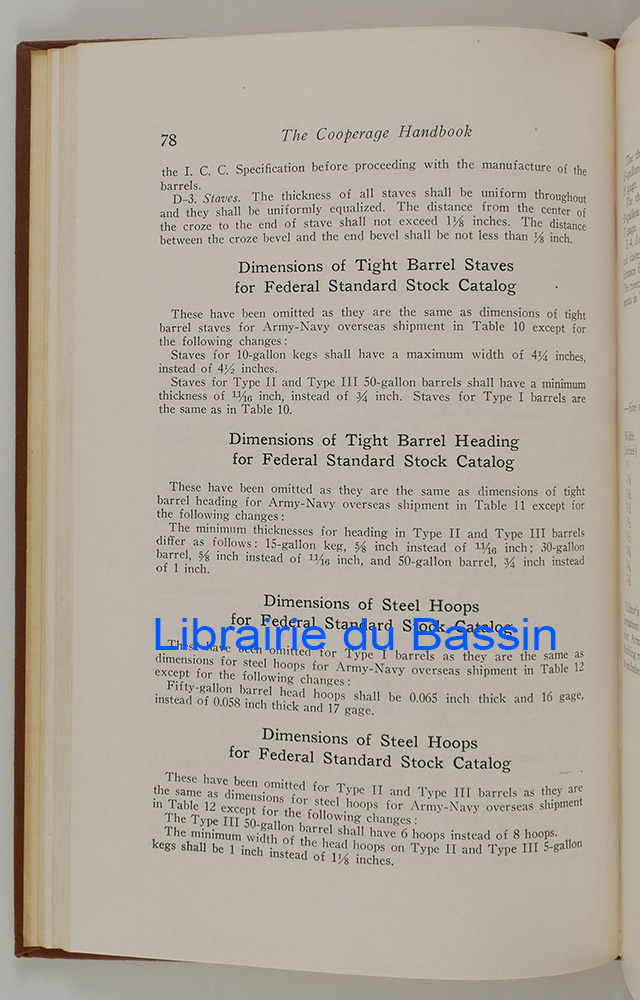 78 The Cooperage Handbook
the I. C. C. Specification before proceeding with the manufacture of the
barrels.
D-3. Staves. The thickness of all staves shall be uniform throughout
and they shall be uniformly equalized. The distance from the center of
the croze to the end of stave shall not exceed 1⅛ inches. The distance
between the croze bevel and the end bevel shall be not less than ⅛ inch.
Dimensions of Tight Barrel Staves
for Federal Standard Stock Catalog
These have been omitted as they are the same as dimensions of tight
barrel staves for Army-Navy overseas shipment in Table 10 except for
the following changes:
Staves for 10-gallon kegs shall have a maximum width of 4¼ inches,
instead of 4½ inches.
Staves for Type II and Type III 50-gallon barrels shall have a minimum
thickness of 11/16 inch, instead of ¾ inch. Staves for Type I barrels are
the same as in Table 10.
Dimensions of Tight Barrel Heading
for Federal Standard Stock Catalog
These have been omitted as they are the same as dimensions of tight
barrel heading for Army-Navy overseas shipment in Table 11 except for
the following changes:
The minimum thicknesses for heading in Type II and Type III barrels
differ as follows: 15-gallon keg, ⅝ inch instead of 11/16 inch; 30-gallon
barrel, ⅝ inch instead of 11/16 inch, and 50-gallon barrel, ¾ inch instead
of 1 inch.
Dimensions of Steel Hoops
for Federal Standard Stock Catalog
Librairie du Bassin
These have been omitted for Type I barrels as they are the same as
dimensions for steel hoops for Army-Navy overseas shipment in Table 12
except for the following changes:
Fifty-gallon barrel head hoops shall be 0.065 inch thick and 16 gage,
instead of 0.058 inch thick and 17 gage.
Dimensions of Steel Hoops
for Federal Standard Stock Catalog
These have been omitted for Type II and Type III barrels as they are
the same as dimensions for steel hoops for Army-Navy overseas shipment
in Table 12 except for the following changes:
The Type III 50-gallon barrel shall have 6 hoops instead of 8 hoops.
The minimum width of the head hoops on Type II and Type III 5-gallon
kegs shall be 1 inch instead of 1⅛ inches.